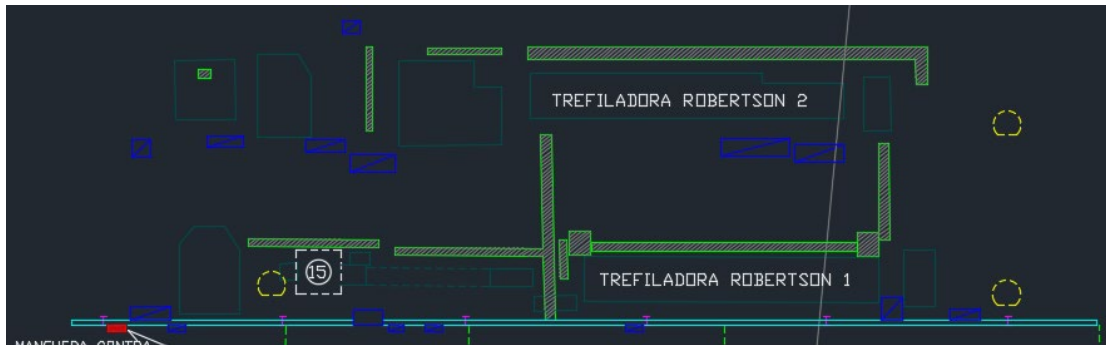 TREFILADORA ROBERTSON 2
15
TREFILADORA ROBERTSON 1
MANGUERA CONTRA